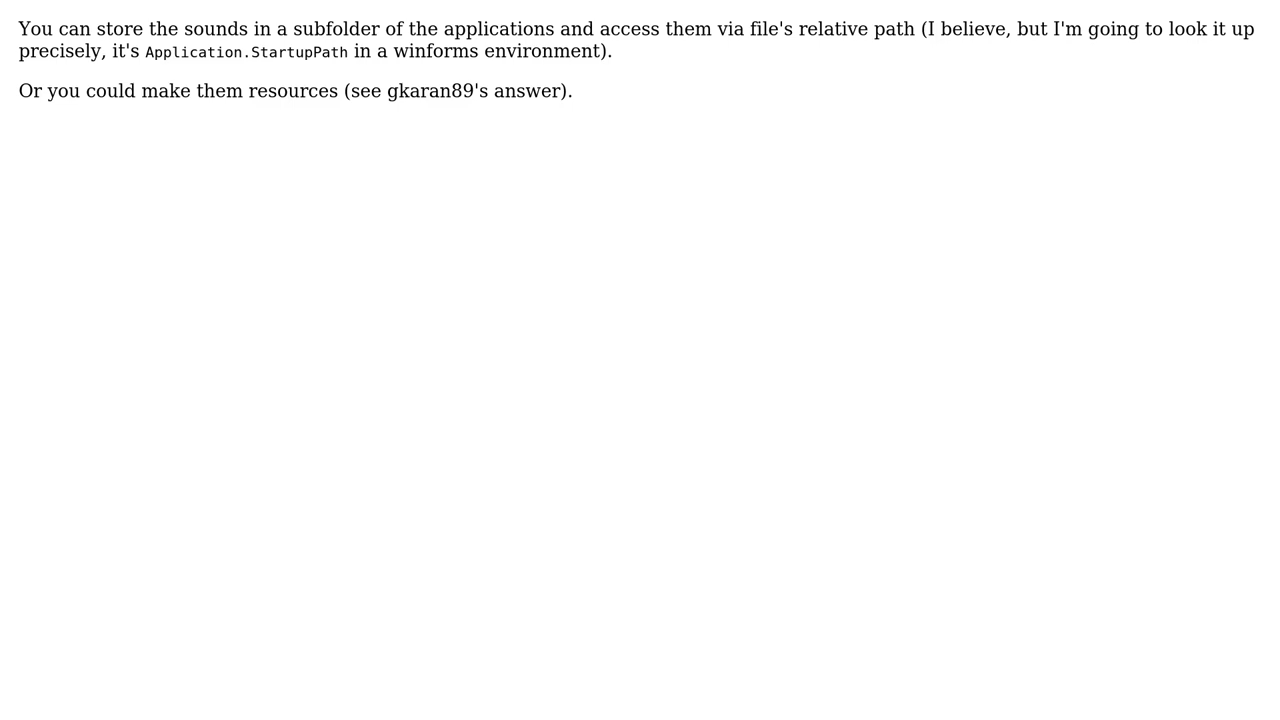 You can store the sounds in a subfolder of the applications and access them via file's relative path (I believe, but I'm going to look it up
precisely, it's Application.StartupPath in a winforms environment).
Or you could make them resources (see gkaran89's answer).